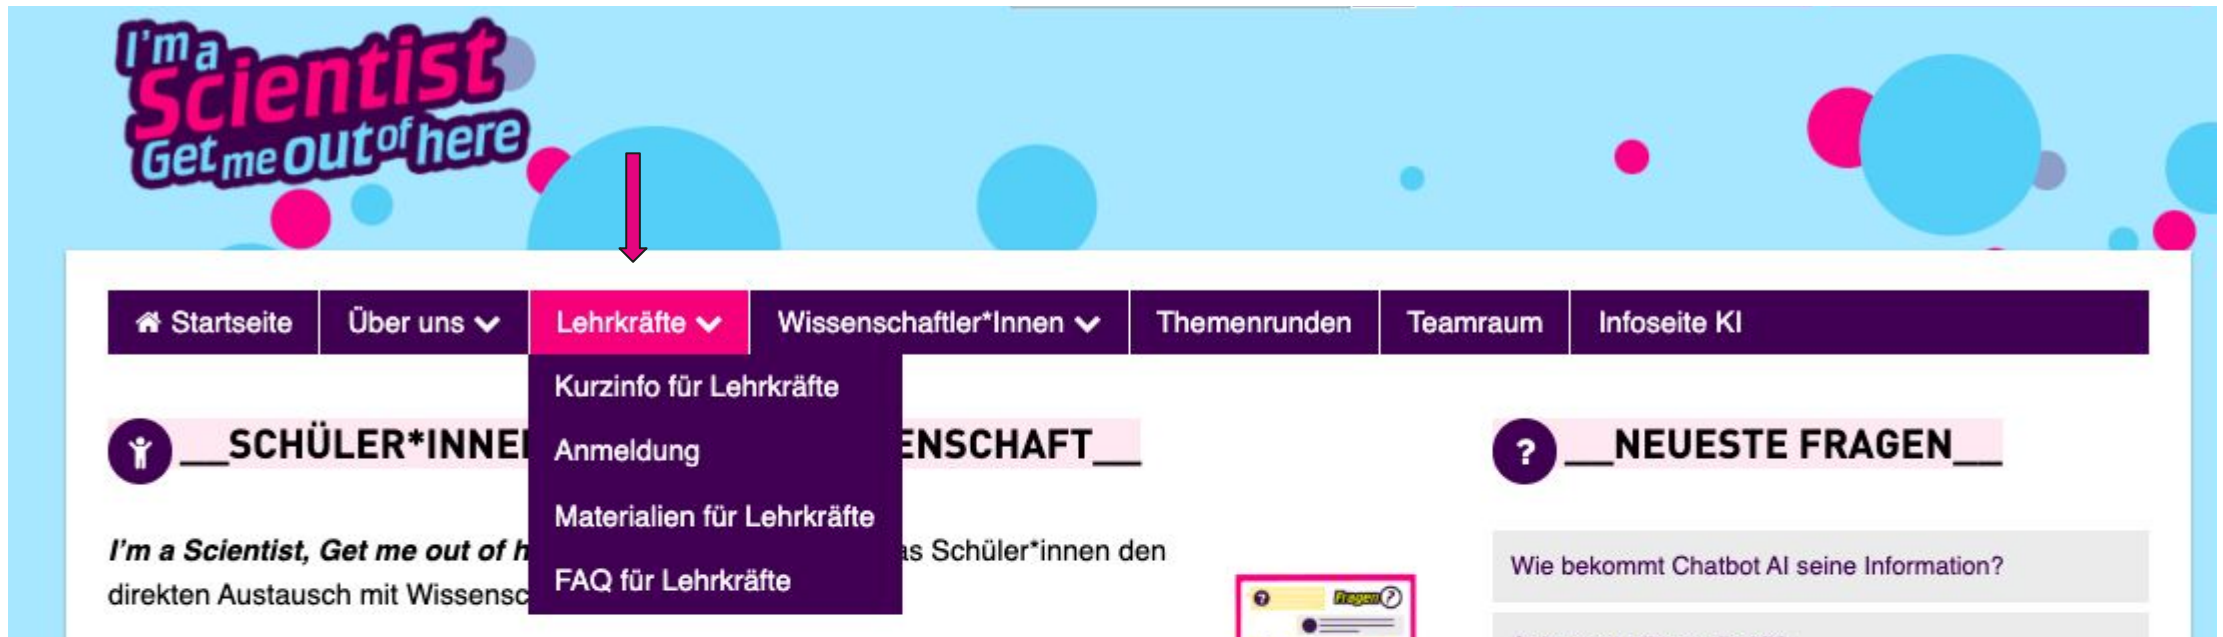 I'm a
Scientist
Get me out of here
Startseite
Über uns
Lehrkräfte
Wissenschaftler*Innen
Themenrunden
Teamraum
Infoseite KI
Kurzinfo für Lehrkräfte
Anmeldung
Materialien für Lehrkräfte
FAQ für Lehrkräfte
__SCHÜLER*INNE ENSCHAFT__
I'm a Scientist, Get me out of h as Schüler*innen den
direkten Austausch mit Wissensc
Fragen
?
? __NEUESTE FRAGEN__
Wie bekommt Chatbot AI seine Information?